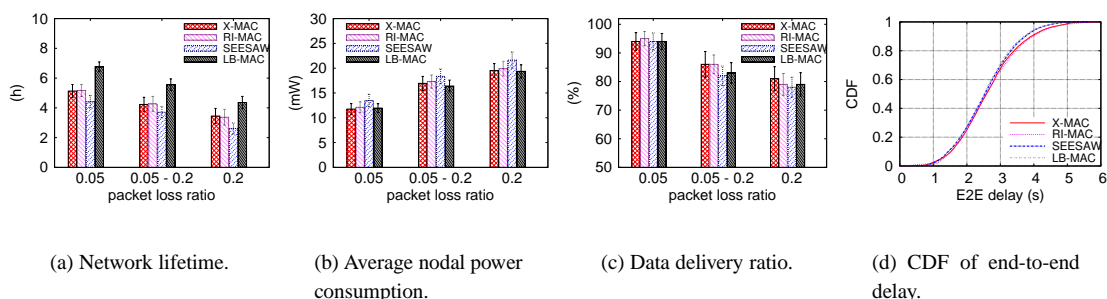 10
8
6
4
2
0
(h)
X-MAC
RI-MAC
SEESAW
LB-MAC
0.05 0.05 - 0.2 0.2
packet loss ratio
(a) Network lifetime.
30
25
20
15
10
5
0
(mW)
X-MAC
RI-MAC
SEESAW
LB-MAC
0.05 0.05 - 0.2 0.2
packet loss ratio
(b) Average nodal power
consumption.
100
90
80
70
60
50
(%)
X-MAC
RI-MAC
SEESAW
LB-MAC
0.05 0.05 - 0.2 0.2
packet loss ratio
(c) Data delivery ratio.
1
0.8
0.6
0.4
0.2
0
CDF
X-MAC
RI-MAC
SEESAW
LB-MAC
0 1 2 3 4 5 6
E2E delay (s)
(d) CDF of end-to-end
delay.